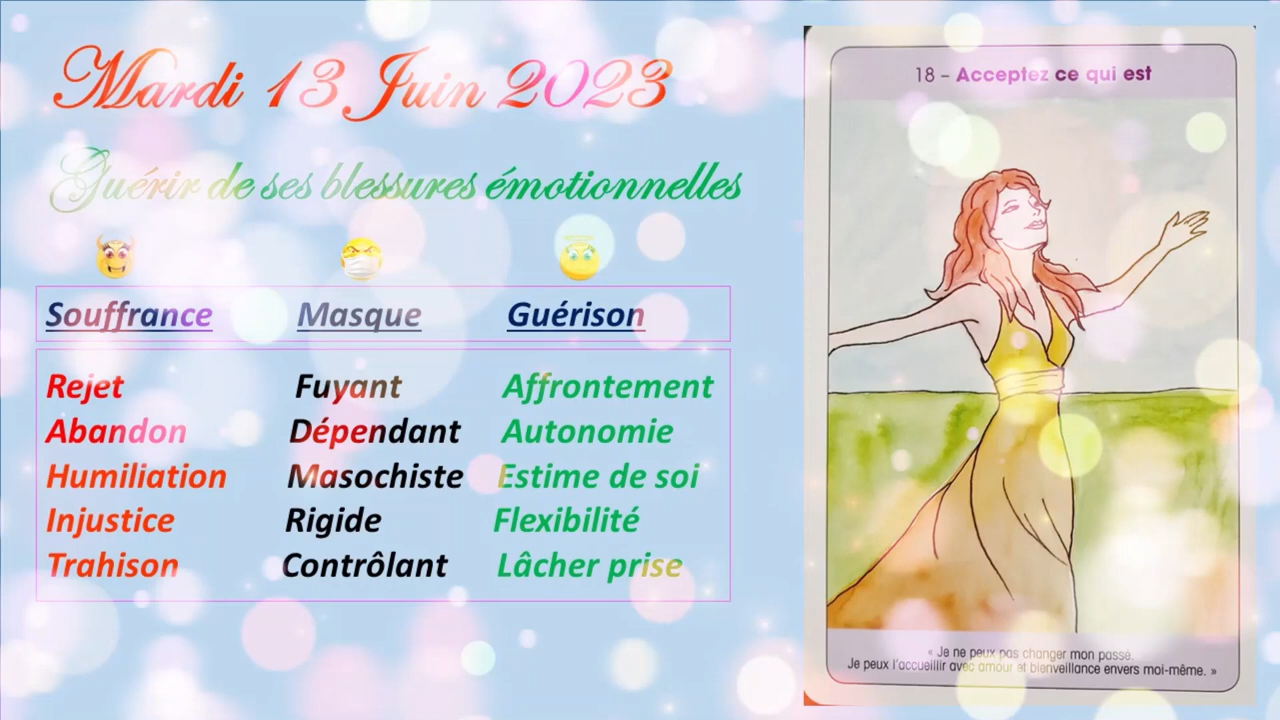 Mardi 13 Juin 2023
Guérir de ses blessures émotionnelles
Souffrance Masque Guérison
Rejet Fuyant Affrontement
Abandon Dépendant Autonomie
Humiliation Masochiste Estime de soi
Injustice Rigide Flexibilité
Trahison Contrôlant Lâcher prise
18 – Acceptez ce qui est
« Je ne peux pas changer mon passé.
Je peux l'accueillir avec amour et bienveillance envers moi-même. »